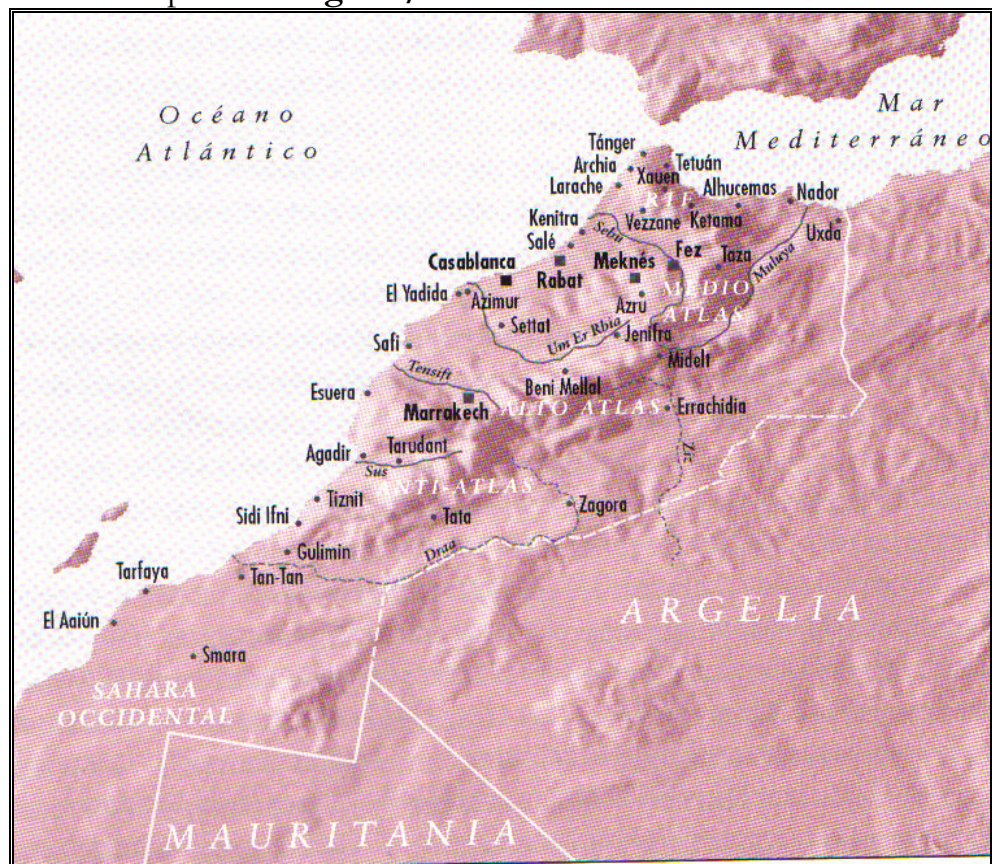 Océano
Atlántico
Mar
Mediterráneo
Tánger
Archia
Tetuán
Xauen
Larache
Alhucemas
Nador
RIF
Kenitra
Vezzane
Ketama
Uxda
Sebu
Salé
Fez
Casablanca
Rabat
Meknés
Taza
Muluya
El Yadida
Azimur
Azru
MEDIO
ATLAS
Settat
Um Er Rbia
Jenifra
Safi
Midelt
Tensift
Beni Mellal
Esuera
Marrakech
ALTO ATLAS
Errachidia
Agadir
Tarudant
Sus
Ziz
ANTI-ATLAS
Tiznit
Zagora
Sidi Ifni
Tata
Gulimin
Draa
Tarfaya
Tan-Tan
ARGELIA
El Aaiún
Smara
SAHARA
OCCIDENTAL
MAURITANIA